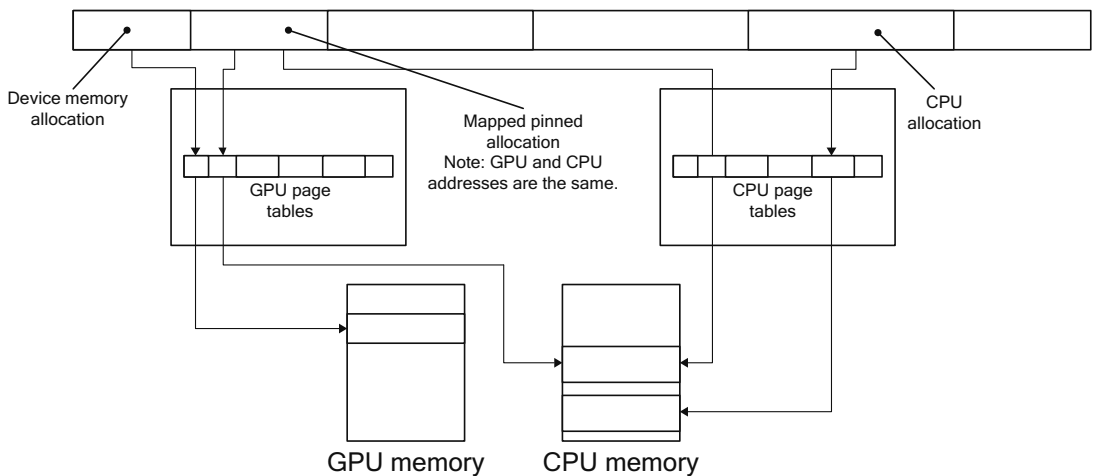 Device memory
allocation
Mapped pinned
allocation
Note: GPU and CPU
addresses are the same.
CPU
allocation
GPU page
tables
CPU page
tables
GPU memory
CPU memory